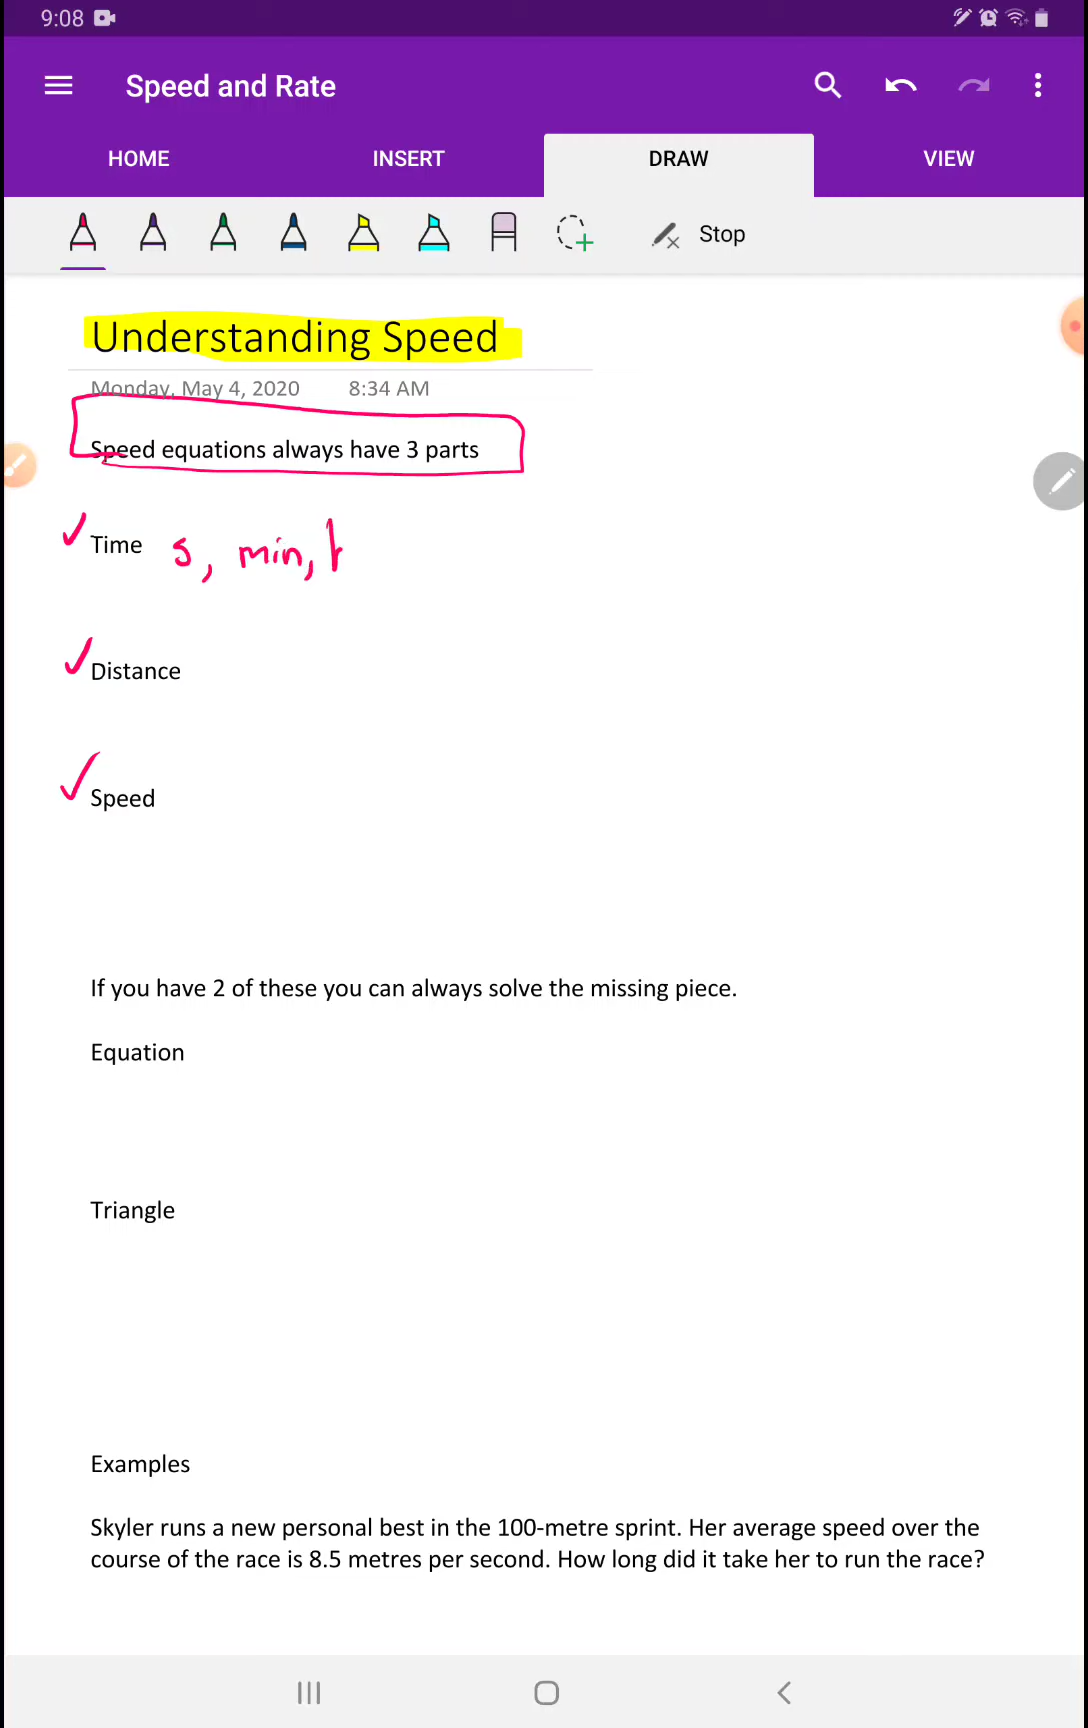 9:08
Speed and Rate
HOME INSERT DRAW VIEW
Stop
Understanding Speed
Monday, May 4, 2020 8:34 AM
Speed equations always have 3 parts
Time s, min,
Distance
Speed
If you have 2 of these you can always solve the missing piece.
Equation
Triangle
Examples
Skyler runs a new personal best in the 100-metre sprint. Her average speed over the
course of the race is 8.5 metres per second. How long did it take her to run the race?